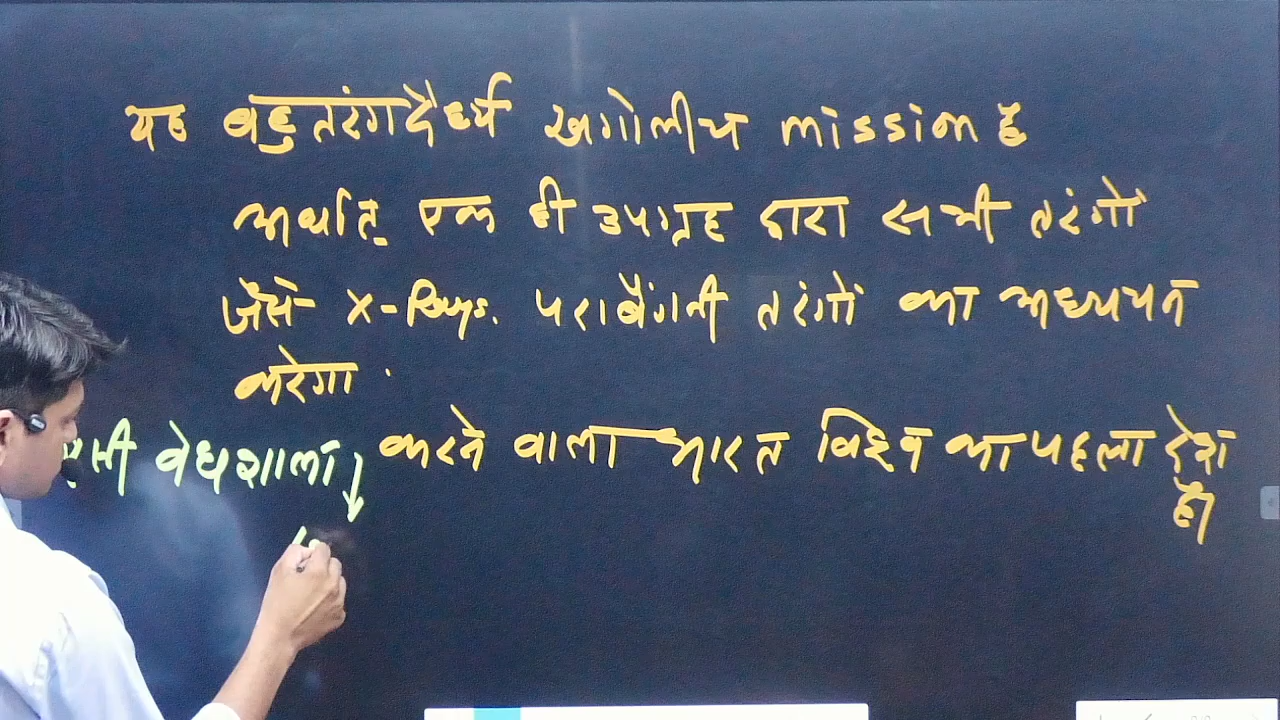 यह बहुतरंगदैर्ध्य खगोलीय mission है
अर्थात् एक ही उपग्रह द्वारा सभी तरंगों
जैसे - X-Rays. पराबैंगनी तरंगों का अध्ययन
करेगा .
वेधशाला करने वाला भारत विश्व का पहला देश
है।